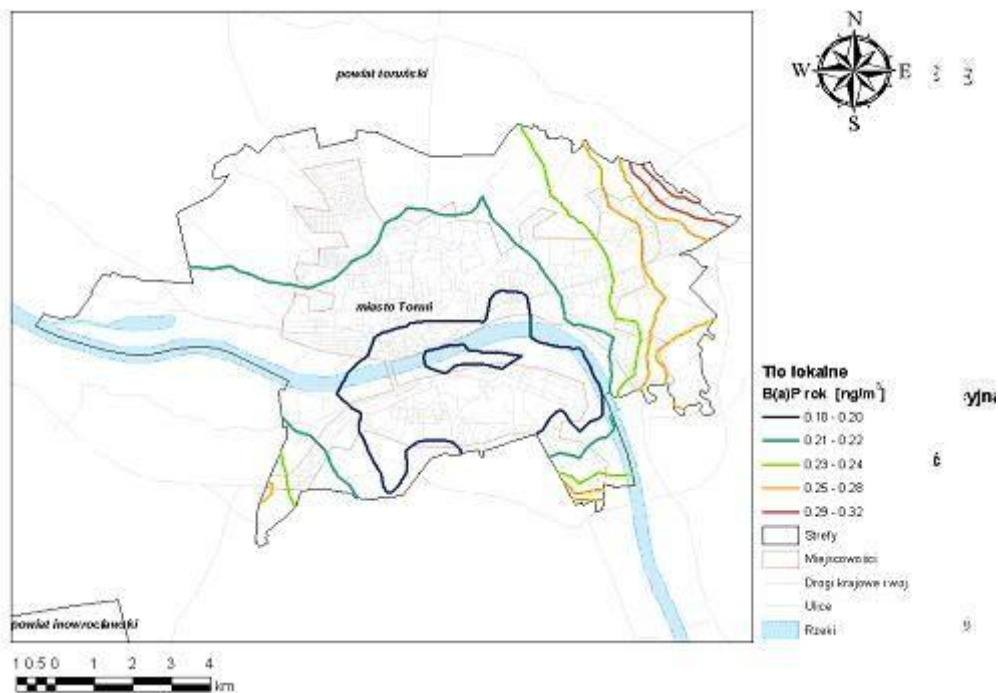 N
W E
S
powiat toruński
miasto Toruń
powiat inowrocławski
Tło lokalne
B(a)P rok [ng/m³]
0.18 - 0.20
0.21 - 0.22
0.23 - 0.24
0.25 - 0.28
0.29 - 0.32
Strefy
Miejscowości
Drogi krajowe i woj
Ulice
Rzeki
yjna
ć
1 0.5 0 1 2 3 4
km